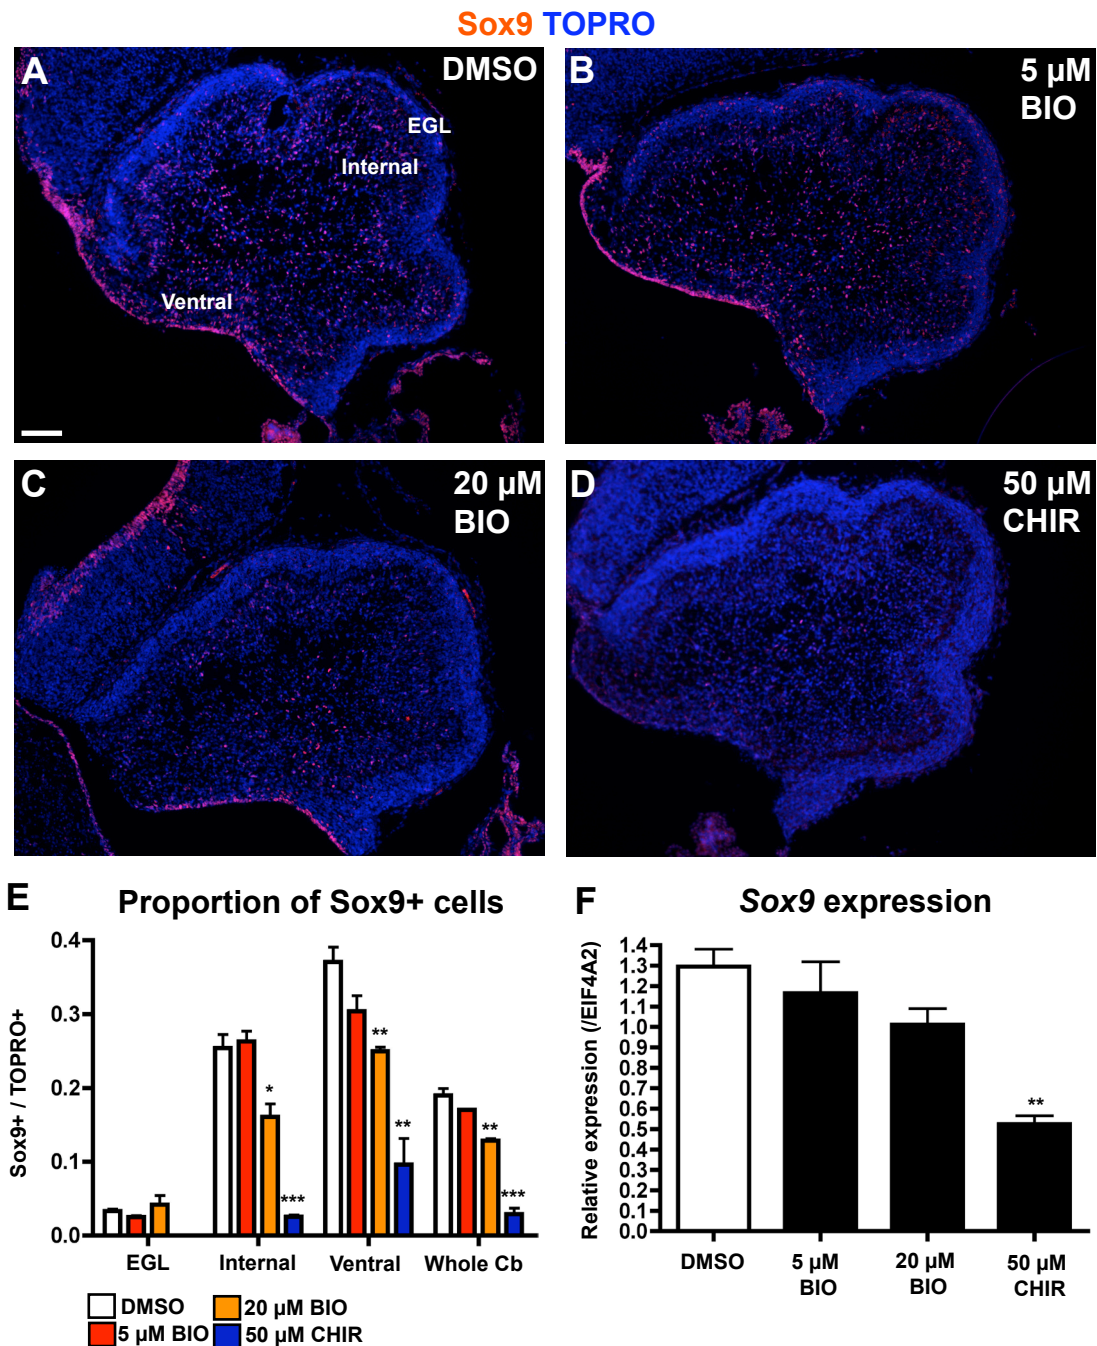 Sox9 TOPRO
A
DMSO
EGL
Internal
Ventral
B
5 µM
BIO
C
20 µM
BIO
D
50 µM
CHIR
E
Proportion of Sox9+ cells
Sox9+ / TOPRO+
0.4
0.3
0.2
0.1
0.0
*
***
**
**
**
***
EGL
Internal
Ventral
Whole Cb
DMSO
20 µM BIO
5 µM BIO
50 µM CHIR
F
Sox9 expression
Relative expression (/EIF4A2)
1.4
1.3
1.2
1.1
1.0
0.9
0.8
0.7
0.6
0.5
0.4
0.3
0.2
0.1
0.0
**
DMSO
5 µM
BIO
20 µM
BIO
50 µM
CHIR